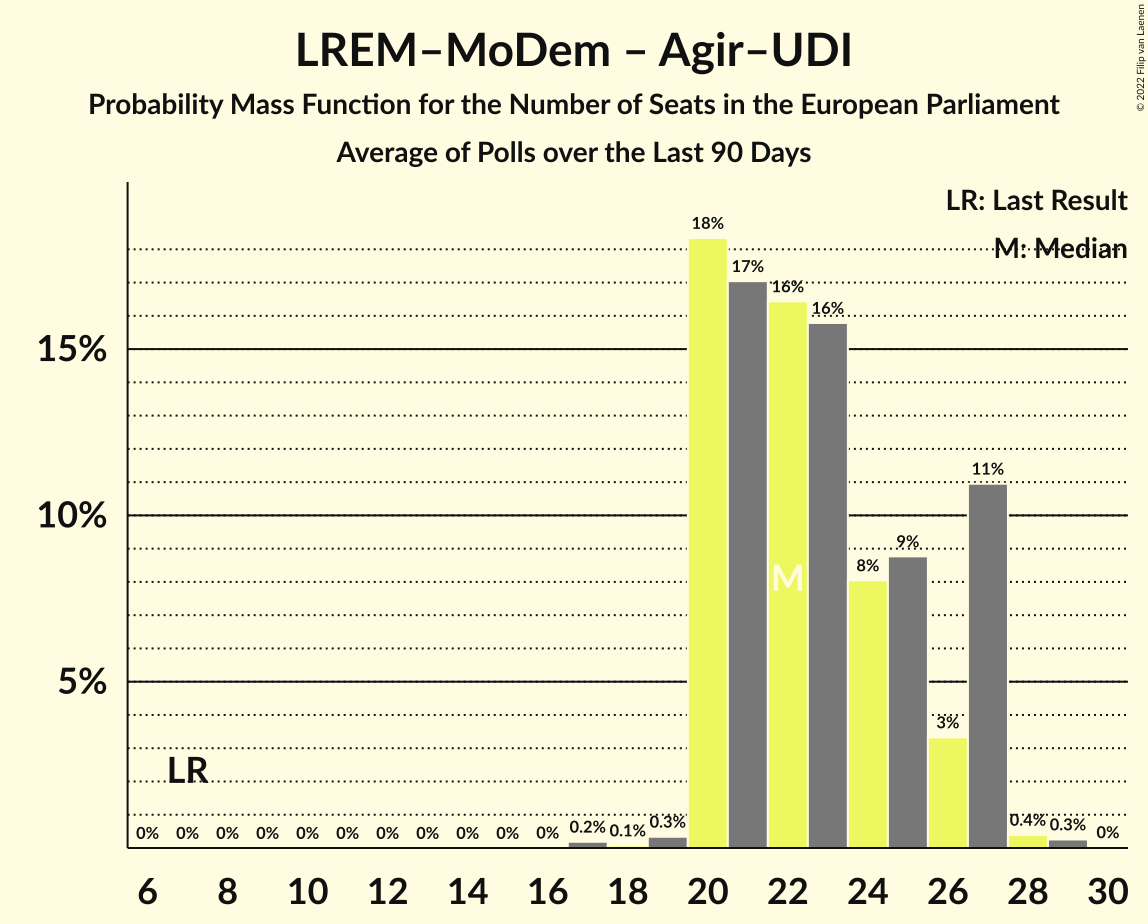 LREM–MoDem – Agir–UDI
Probability Mass Function for the Number of Seats in the European Parliament
Average of Polls over the Last 90 Days
© 2022 Filip van Laenen
LR: Last Result
M: Median
18%
17%
16%
16%
15%
11%
10%
9%
8%
M
5%
3%
LR
0% 0% 0% 0% 0% 0% 0% 0% 0% 0% 0% 0.2% 0.1% 0.3% 0.4% 0.3% 0%
6 8 10 12 14 16 18 20 22 24 26 28 30